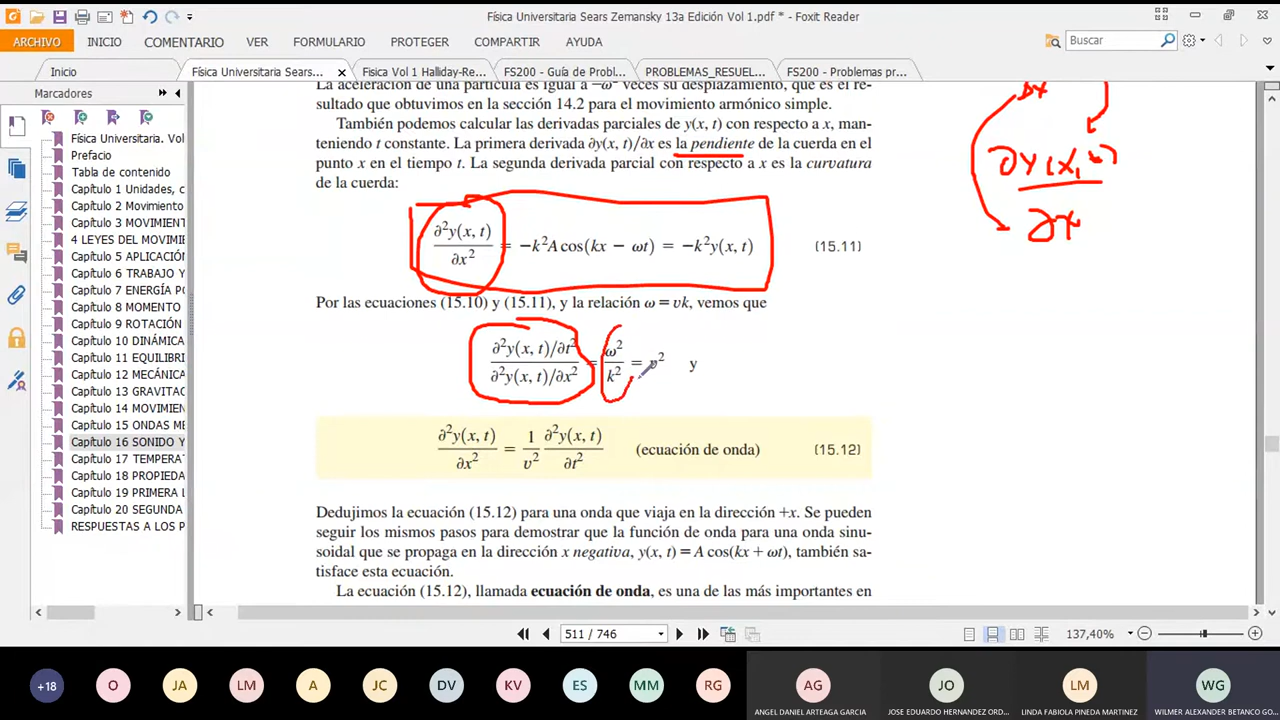 Física Universitaria Sears Zemansky 13a Edición Vol 1.pdf - Foxit Reader
ARCHIVO INICIO COMENTARIO VER FORMULARIO PROTEGER COMPARTIR AYUDA
Buscar
Inicio
Física Universitaria Sears...
Fisica Vol 1 Halliday-Re...
FS200 - Guía de Probl...
PROBLEMAS_RESUEL...
FS200 - Problemas pr...
Marcadores
Física Universitaria. Vol
Prefacio
Tabla de contenido
Capítulo 1 Unidades, c
Capítulo 2 Movimiento
Capítulo 3 MOVIMIENT
4 LEYES DEL MOVIMIE
Capítulo 5 APLICACIÓN
Capítulo 6 TRABAJO Y
Capítulo 7 ENERGÍA PO
Capítulo 8 MOMENTO
Capítulo 9 ROTACIÓN
Capítulo 10 DINÁMICA
Capítulo 11 EQUILIBRI
Capítulo 12 MECÁNICA
Capítulo 13 GRAVITAC
Capítulo 14 MOVIMIEN
Capítulo 15 ONDAS ME
Capítulo 16 SONIDO Y
Capítulo 17 TEMPERAT
Capítulo 18 PROPIEDA
Capítulo 19 PRIMERA L
Capítulo 20 SEGUNDA
RESPUESTAS A LOS P
La aceleración de una partícula es igual a −ω² veces su desplazamiento, que es el re-
sultado que obtuvimos en la sección 14.2 para el movimiento armónico simple.
También podemos calcular las derivadas parciales de y(x, t) con respecto a x, man-
teniendo t constante. La primera derivada ∂y(x, t)/∂x es la pendiente de la cuerda en el
punto x en el tiempo t. La segunda derivada parcial con respecto a x es la curvatura
de la cuerda:
∂²y(x, t)/∂x² = −k²A cos(kx − ωt) = −k²y(x, t) (15.11)
Por las ecuaciones (15.10) y (15.11), y la relación ω = vk, vemos que
∂²y(x, t)/∂t²
∂²y(x, t)/∂x² = ω²/k² = v² y
∂²y(x, t)/∂x² = 1/v² ∂²y(x, t)/∂t² (ecuación de onda) (15.12)
Dedujimos la ecuación (15.12) para una onda que viaja en la dirección +x. Se pueden
seguir los mismos pasos para demostrar que la función de onda para una onda sinu-
soidal que se propaga en la dirección x negativa, y(x, t) = A cos(kx + ωt), también sa-
tisface esta ecuación.
La ecuación (15.12), llamada ecuación de onda, es una de las más importantes en
Δx
∂y(x, t)
∂x
511 / 746
137,40%
+18 O JA LM A JC DV KV ES MM RG AG JO LM WG
ANGEL DANIEL ARTEAGA GARCIA
JOSE EDUARDO HERNANDEZ ORD...
LINDA FABIOLA PINEDA MARTINEZ
WILMER ALEXANDER BETANCO GO...